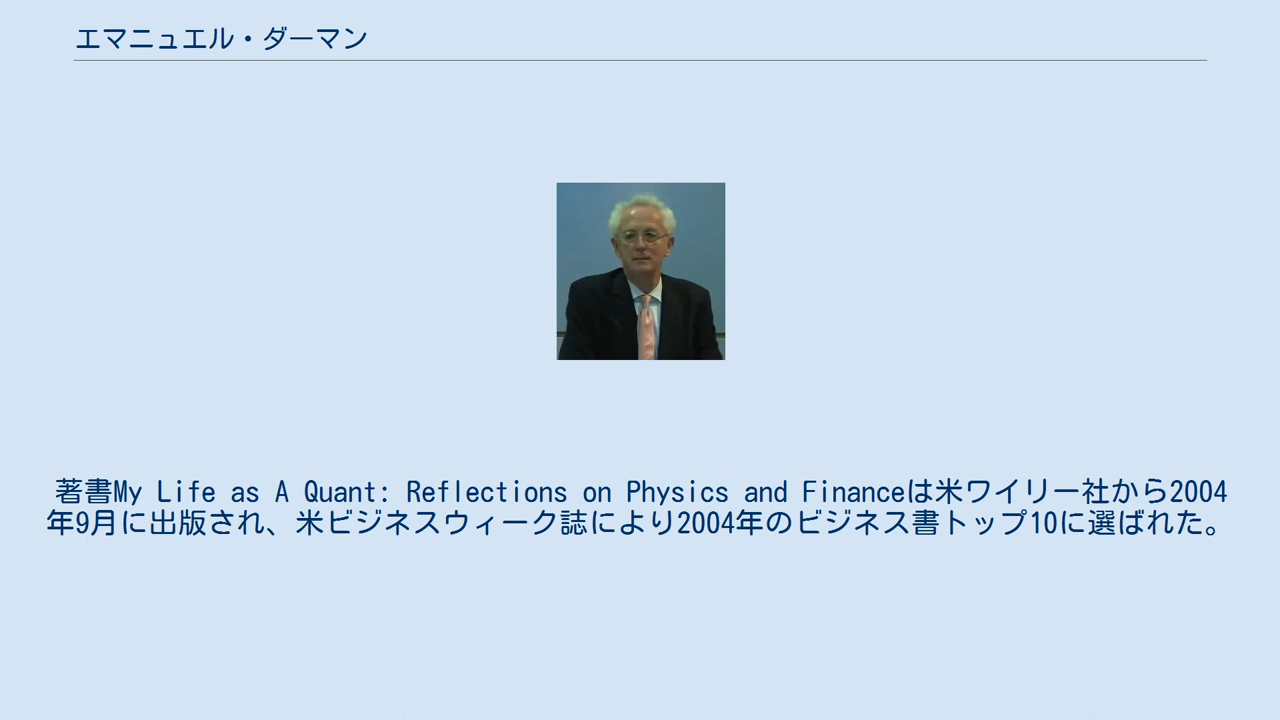 エマニュエル・ダーマン
著書My Life as A Quant: Reflections on Physics and Financeは米ワイリー社から2004
年9月に出版され、米ビジネスウィーク誌により2004年のビジネス書トップ10に選ばれた。